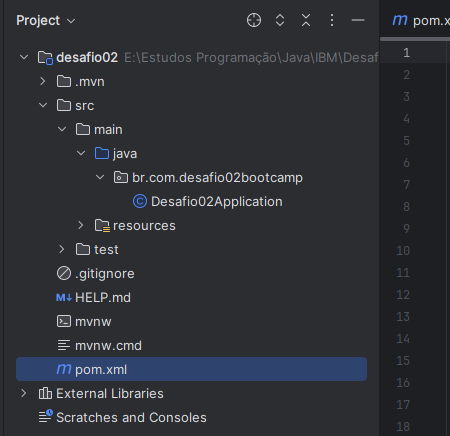 Project
pom.xml
desafio02 E:\Estudos Programação\Java\IBM\Desaf
.mvn
src
main
java
br.com.desafio02bootcamp
Desafio02Application
resources
test
.gitignore
HELP.md
mvnw
mvnw.cmd
pom.xml
External Libraries
Scratches and Consoles
1
2
3
4
5
6
7
8
9
10
11
12
13
14
15
16
17
18